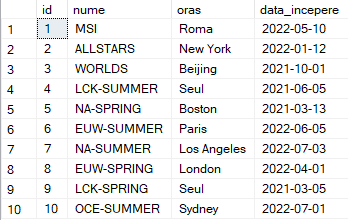 id nume oras data_incepere
1 1 MSI Roma 2022-05-10
2 2 ALLSTARS New York 2022-01-12
3 3 WORLDS Beijing 2021-10-01
4 4 LCK-SUMMER Seul 2021-06-05
5 5 NA-SPRING Boston 2021-03-13
6 6 EUW-SUMMER Paris 2022-06-05
7 7 NA-SUMMER Los Angeles 2022-07-03
8 8 EUW-SPRING London 2022-04-01
9 9 LCK-SPRING Seul 2021-03-05
10 10 OCE-SUMMER Sydney 2022-07-01